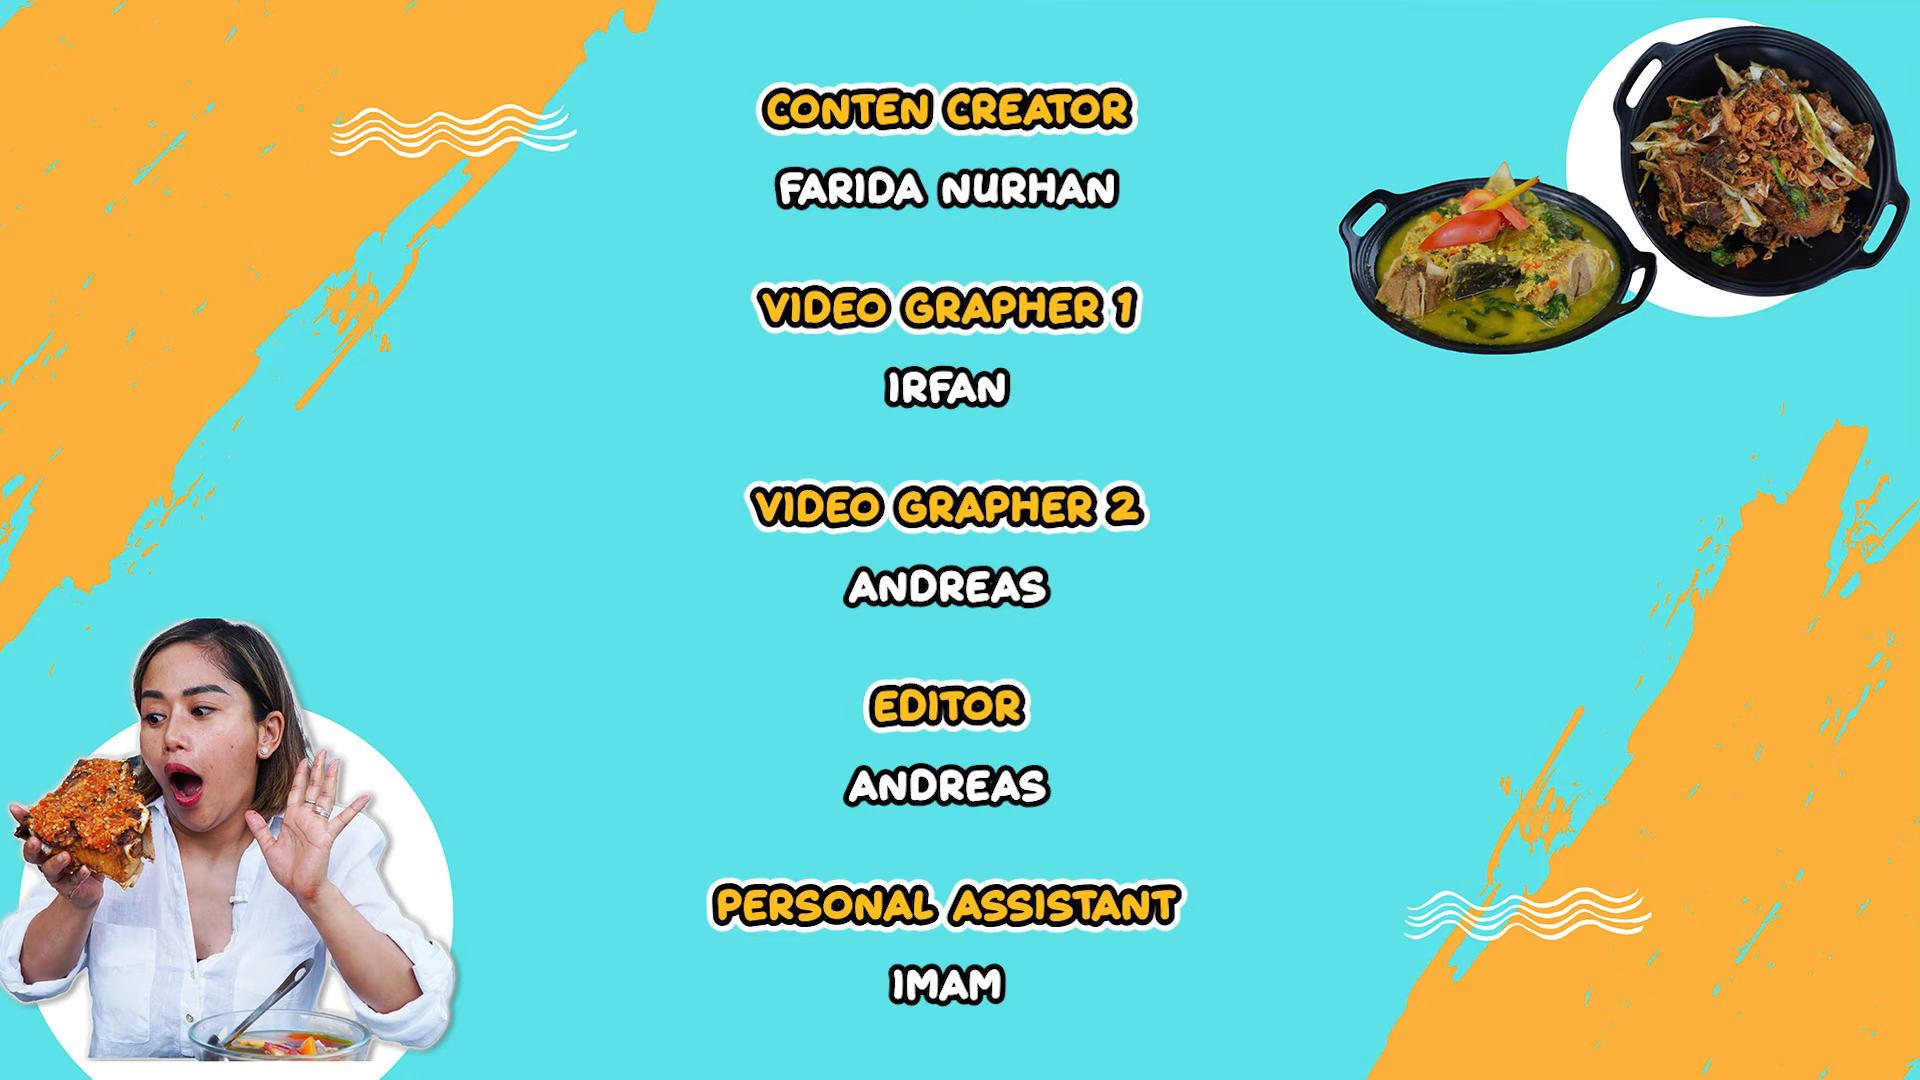 CONTEN CREATOR
FARIDA NURHAN
VIDEO GRAPHER 1
IRFAN
VIDEO GRAPHER 2
ANDREAS
EDITOR
ANDREAS
PERSONAL ASSISTANT
IMAM